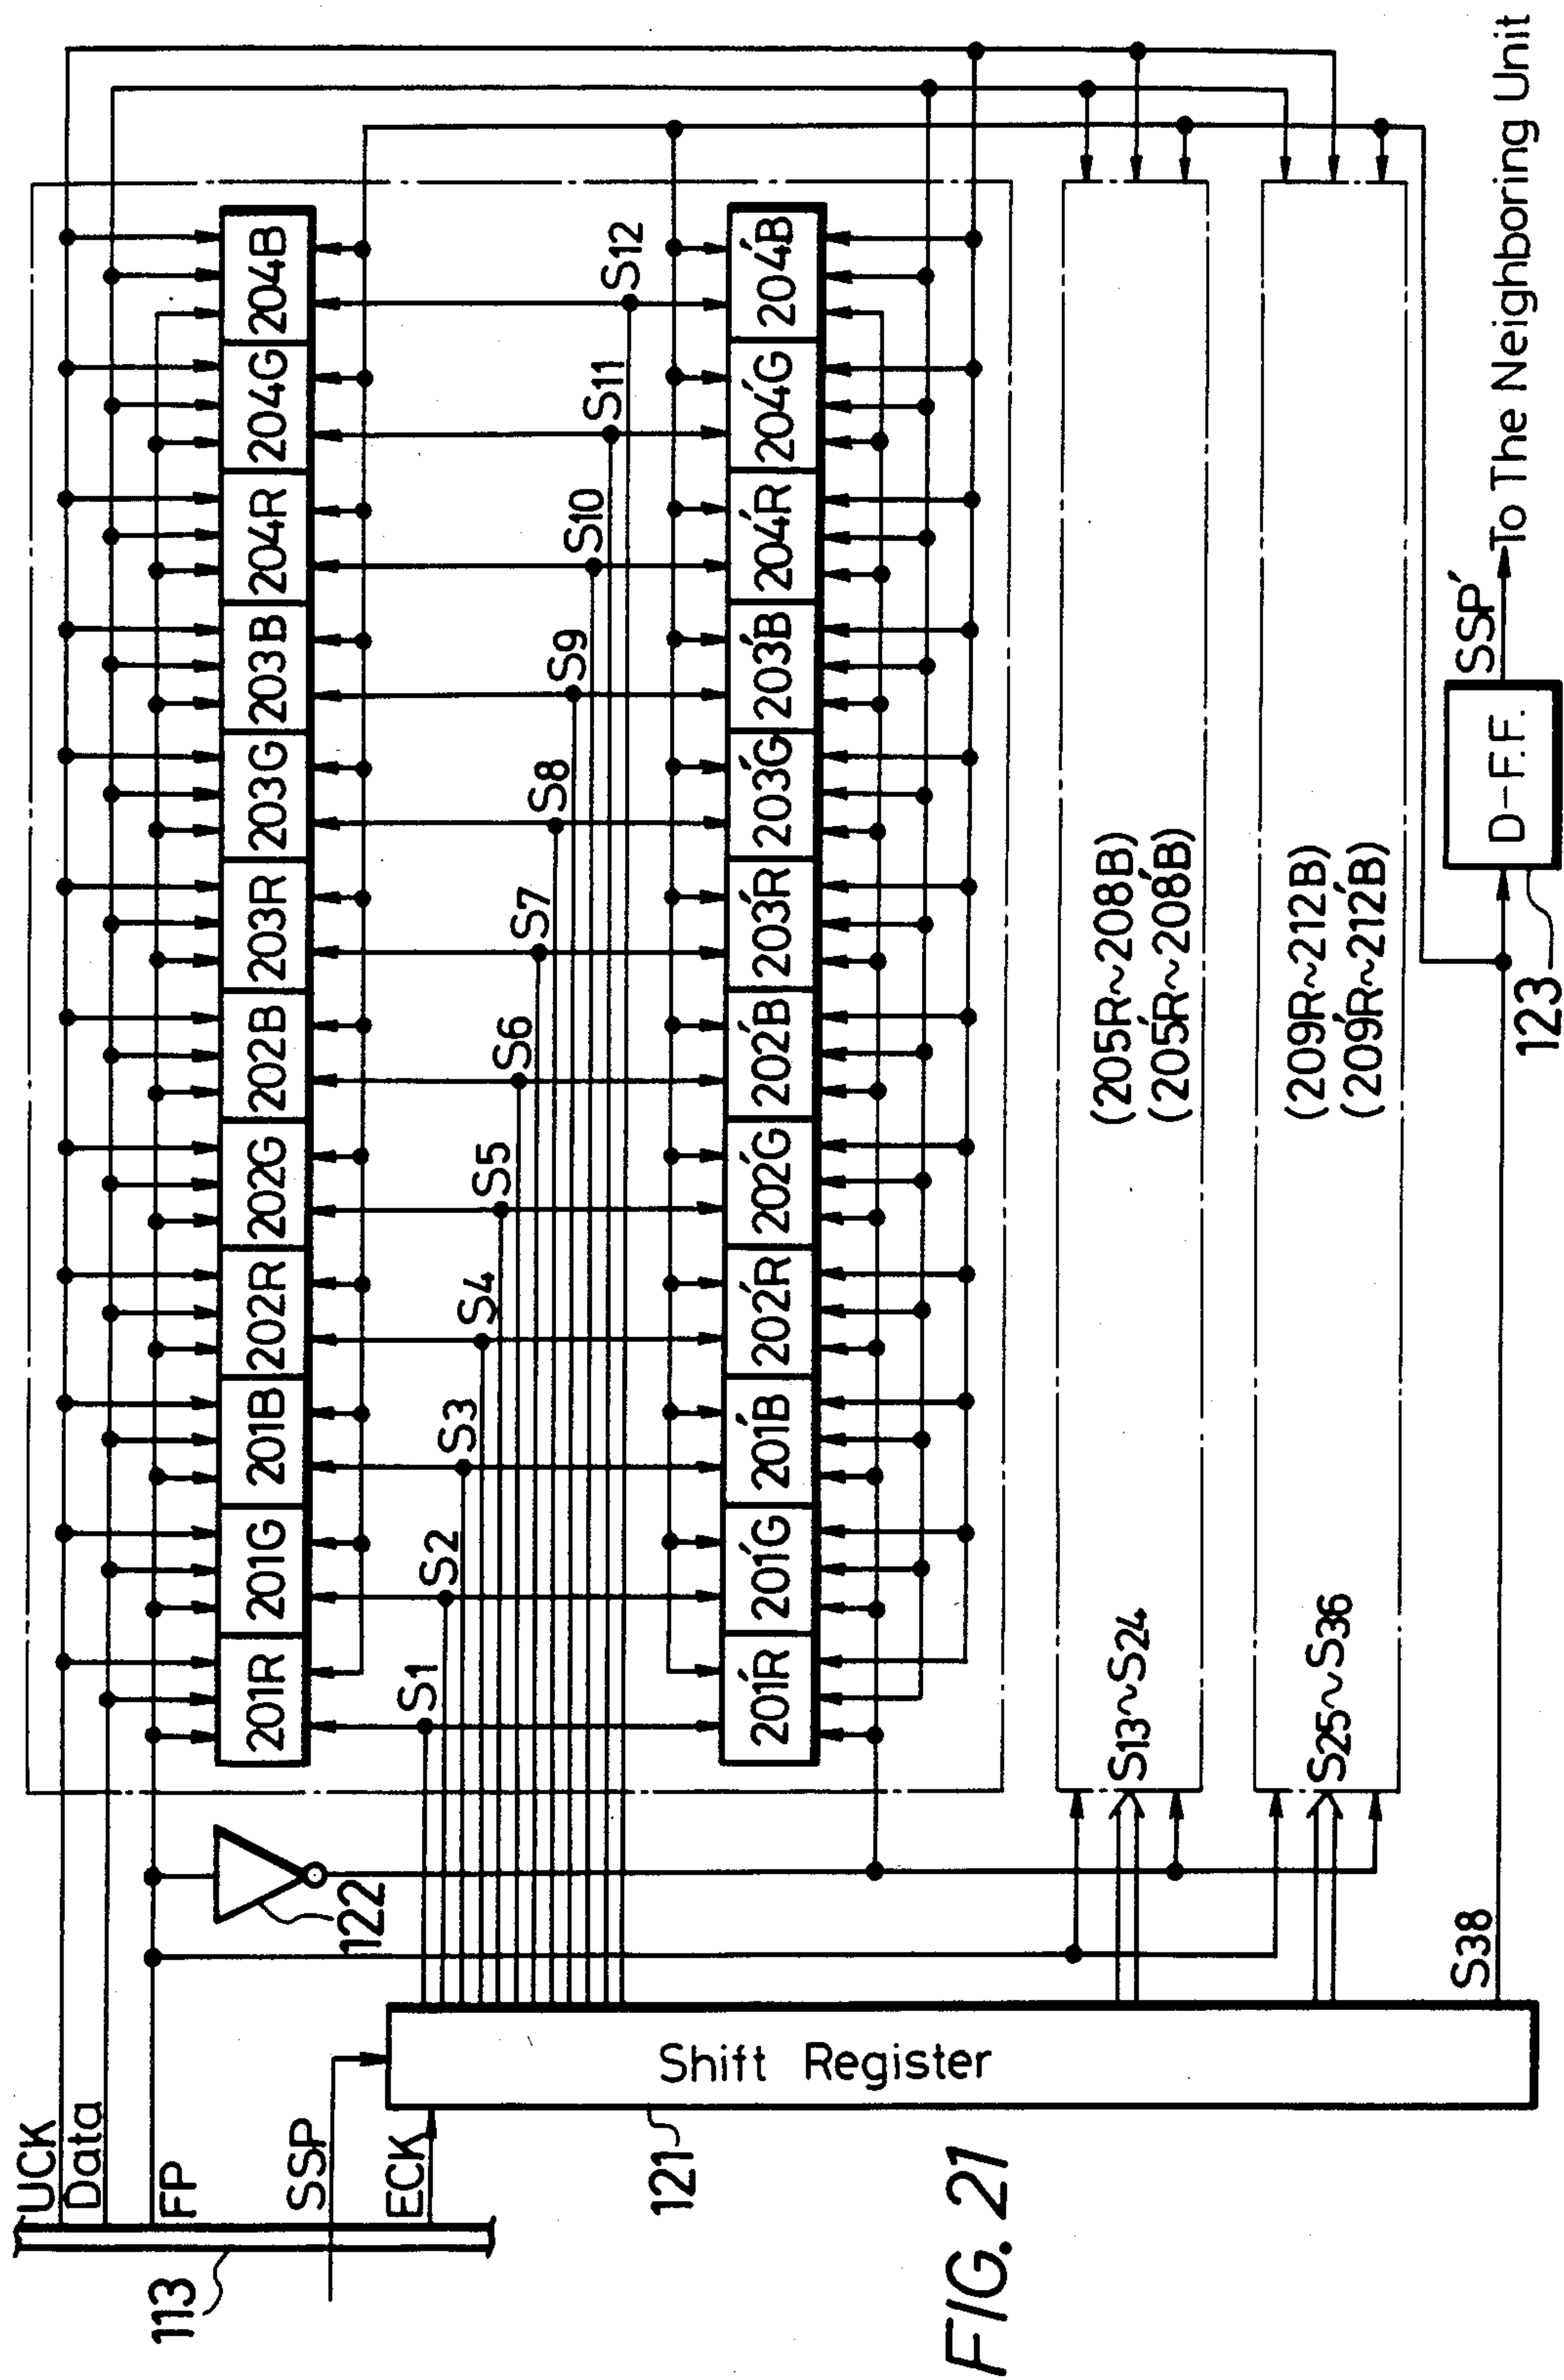 UCK
Data
FP
SSP
ECK
113
122
121
Shift Register
201R 201G 201B 202R 202G 202B 203R 203G 203B 204R 204G 204B
S1
S2
S3
S4
S5
S6
S7
S8
S9
S10
S11
S12
201'R 201'G 201'B 202'R 202'G 202'B 203'R 203'G 203'B 204'R 204'G 204'B
S13~S24
(205R~208B)
(205'R~208'B)
S25~S36
(209R~212B)
(209'R~212'B)
S38
123
D-F.F.
SSP'
To The Neighboring Unit
FIG. 21